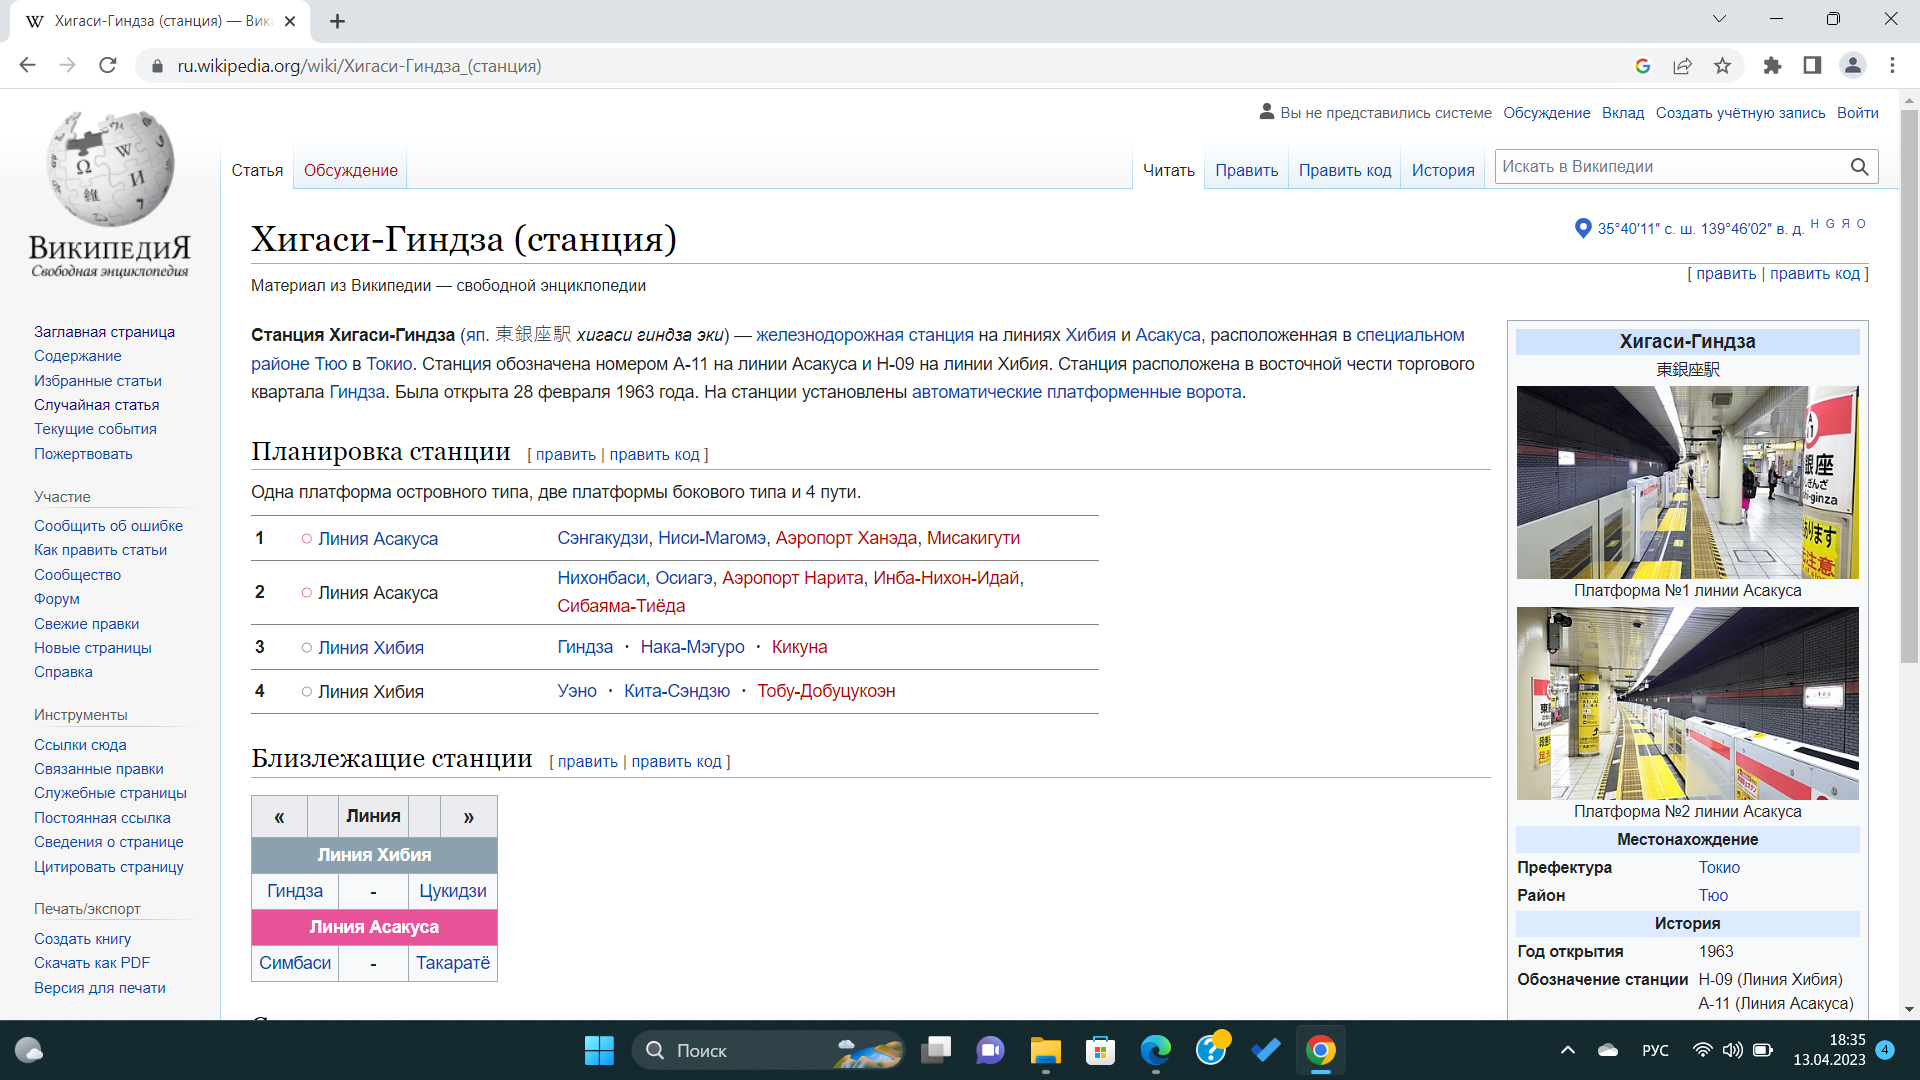 Хигаси-Гиндза (станция) — Вик
ru.wikipedia.org/wiki/Хигаси-Гиндза_(станция)
Вы не представились системе Обсуждение Вклад Создать учётную запись Войти
Статья Обсуждение Читать Править Править код История Искать в Википедии
ВикипедиЯ
Свободная энциклопедия
Заглавная страница
Содержание
Избранные статьи
Случайная статья
Текущие события
Пожертвовать
Участие
Сообщить об ошибке
Как править статьи
Сообщество
Форум
Свежие правки
Новые страницы
Справка
Инструменты
Ссылки сюда
Связанные правки
Служебные страницы
Постоянная ссылка
Сведения о странице
Цитировать страницу
Печать/экспорт
Создать книгу
Скачать как PDF
Версия для печати
Хигаси-Гиндза (станция)
35°40′11″ с. ш. 139°46′02″ в. д. H G Я O
[ править | править код ]
Материал из Википедии — свободной энциклопедии
Станция Хигаси-Гиндза (яп. 東銀座駅 хигаси гиндза эки) — железнодорожная станция на линиях Хибия и Асакуса, расположенная в специальном
районе Тюо в Токио. Станция обозначена номером A-11 на линии Асакуса и H-09 на линии Хибия. Станция расположена в восточной чести торгового
квартала Гиндза. Была открыта 28 февраля 1963 года. На станции установлены автоматические платформенные ворота.
Планировка станции [ править | править код ]
Одна платформа островного типа, две платформы бокового типа и 4 пути.
1 Линия Асакуса Сэнгакудзи, Ниси-Магомэ, Аэропорт Ханэда, Мисакигути
2 Линия Асакуса Нихонбаси, Осиагэ, Аэропорт Нарита, Инба-Нихон-Идай,
Сибаяма-Тиёда
3 Линия Хибия Гиндза · Нака-Мэгуро · Кикуна
4 Линия Хибия Уэно · Кита-Сэндзю · Тобу-Добуцукоэн
Близлежащие станции [ править | править код ]
« Линия »
Линия Хибия
Гиндза - Цукидзи
Линия Асакуса
Симбаси - Такаратё
Хигаси-Гиндза
東銀座駅
銀座
shi-ginza
あります
注意
Платформа №1 линии Асакуса
Платформа №2 линии Асакуса
Местонахождение
Префектура Токио
Район Тюо
История
Год открытия 1963
Обозначение станции H-09 (Линия Хибия)
A-11 (Линия Асакуса)
Поиск
РУС
18:35
13.04.2023
4